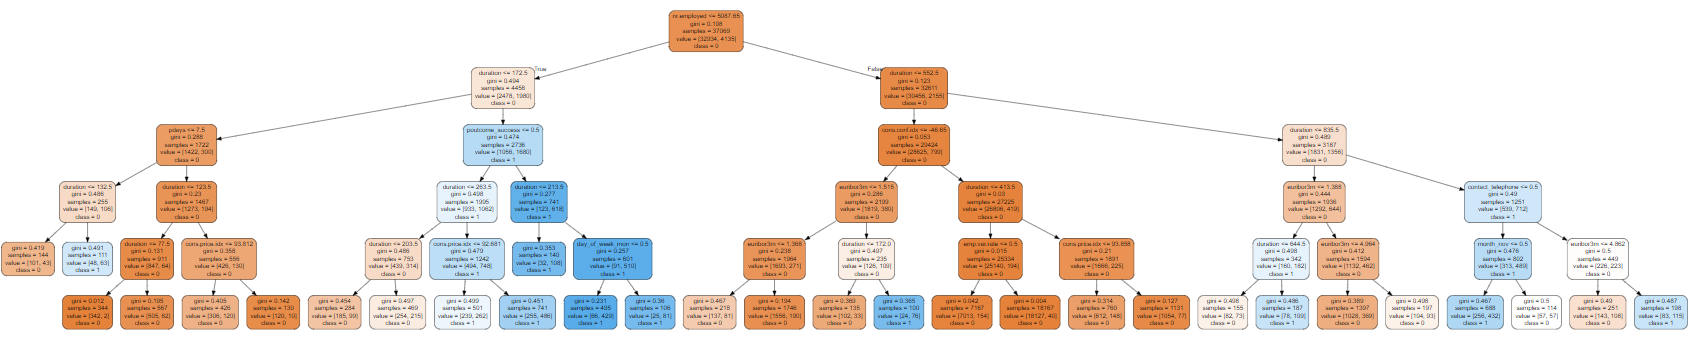 nr.employed <= 5087.65
gini = 0.198
samples = 37069
value = [32934, 4135]
class = 0
True
False
duration <= 172.5
gini = 0.494
samples = 4458
value = [2478, 1980]
class = 0
duration <= 552.5
gini = 0.123
samples = 32611
value = [30456, 2155]
class = 0
pdays <= 7.5
gini = 0.288
samples = 1722
value = [1422, 300]
class = 0
poutcome_success <= 0.5
gini = 0.474
samples = 2736
value = [1056, 1680]
class = 1
cons.conf.idx <= -46.65
gini = 0.053
samples = 29424
value = [28625, 799]
class = 0
duration <= 835.5
gini = 0.489
samples = 3187
value = [1831, 1356]
class = 0
duration <= 132.5
gini = 0.486
samples = 255
value = [149, 106]
class = 0
duration <= 123.5
gini = 0.23
samples = 1467
value = [1273, 194]
class = 0
duration <= 263.5
gini = 0.498
samples = 1995
value = [933, 1062]
class = 1
duration <= 213.5
gini = 0.277
samples = 741
value = [123, 618]
class = 1
euribor3m <= 1.515
gini = 0.286
samples = 2199
value = [1819, 380]
class = 0
duration <= 413.5
gini = 0.03
samples = 27225
value = [26806, 419]
class = 0
euribor3m <= 1.388
gini = 0.444
samples = 1936
value = [1292, 644]
class = 0
contact_telephone <= 0.5
gini = 0.49
samples = 1251
value = [539, 712]
class = 1
gini = 0.419
samples = 144
value = [101, 43]
class = 0
gini = 0.491
samples = 111
value = [48, 63]
class = 1
duration <= 77.5
gini = 0.131
samples = 911
value = [847, 64]
class = 0
cons.price.idx <= 93.812
gini = 0.358
samples = 556
value = [426, 130]
class = 0
duration <= 203.5
gini = 0.486
samples = 753
value = [439, 314]
class = 0
cons.price.idx <= 92.681
gini = 0.479
samples = 1242
value = [494, 748]
class = 1
gini = 0.353
samples = 140
value = [32, 108]
class = 1
day_of_week_mon <= 0.5
gini = 0.257
samples = 601
value = [91, 510]
class = 1
euribor3m <= 1.368
gini = 0.238
samples = 1964
value = [1693, 271]
class = 0
duration <= 172.0
gini = 0.497
samples = 235
value = [126, 109]
class = 0
emp.var.rate <= 0.5
gini = 0.015
samples = 25334
value = [25140, 194]
class = 0
cons.price.idx <= 93.858
gini = 0.21
samples = 1891
value = [1666, 225]
class = 0
duration <= 644.5
gini = 0.498
samples = 342
value = [160, 182]
class = 1
euribor3m <= 4.964
gini = 0.412
samples = 1594
value = [1132, 462]
class = 0
month_nov <= 0.5
gini = 0.476
samples = 802
value = [313, 489]
class = 1
euribor3m <= 4.862
gini = 0.5
samples = 449
value = [226, 223]
class = 0
gini = 0.012
samples = 344
value = [342, 2]
class = 0
gini = 0.195
samples = 567
value = [505, 62]
class = 0
gini = 0.405
samples = 426
value = [306, 120]
class = 0
gini = 0.142
samples = 130
value = [120, 10]
class = 0
gini = 0.454
samples = 284
value = [185, 99]
class = 0
gini = 0.497
samples = 469
value = [254, 215]
class = 0
gini = 0.499
samples = 501
value = [239, 262]
class = 1
gini = 0.451
samples = 741
value = [255, 486]
class = 1
gini = 0.231
samples = 495
value = [66, 429]
class = 1
gini = 0.36
samples = 106
value = [25, 81]
class = 1
gini = 0.467
samples = 218
value = [137, 81]
class = 0
gini = 0.194
samples = 1746
value = [1556, 190]
class = 0
gini = 0.369
samples = 135
value = [102, 33]
class = 0
gini = 0.365
samples = 100
value = [24, 76]
class = 1
gini = 0.042
samples = 7167
value = [7013, 154]
class = 0
gini = 0.004
samples = 18167
value = [18127, 40]
class = 0
gini = 0.314
samples = 760
value = [612, 148]
class = 0
gini = 0.127
samples = 1131
value = [1054, 77]
class = 0
gini = 0.498
samples = 155
value = [82, 73]
class = 0
gini = 0.486
samples = 187
value = [78, 109]
class = 1
gini = 0.389
samples = 1397
value = [1028, 369]
class = 0
gini = 0.498
samples = 197
value = [104, 93]
class = 0
gini = 0.467
samples = 688
value = [256, 432]
class = 1
gini = 0.5
samples = 114
value = [57, 57]
class = 0
gini = 0.49
samples = 251
value = [143, 108]
class = 0
gini = 0.487
samples = 198
value = [83, 115]
class = 1